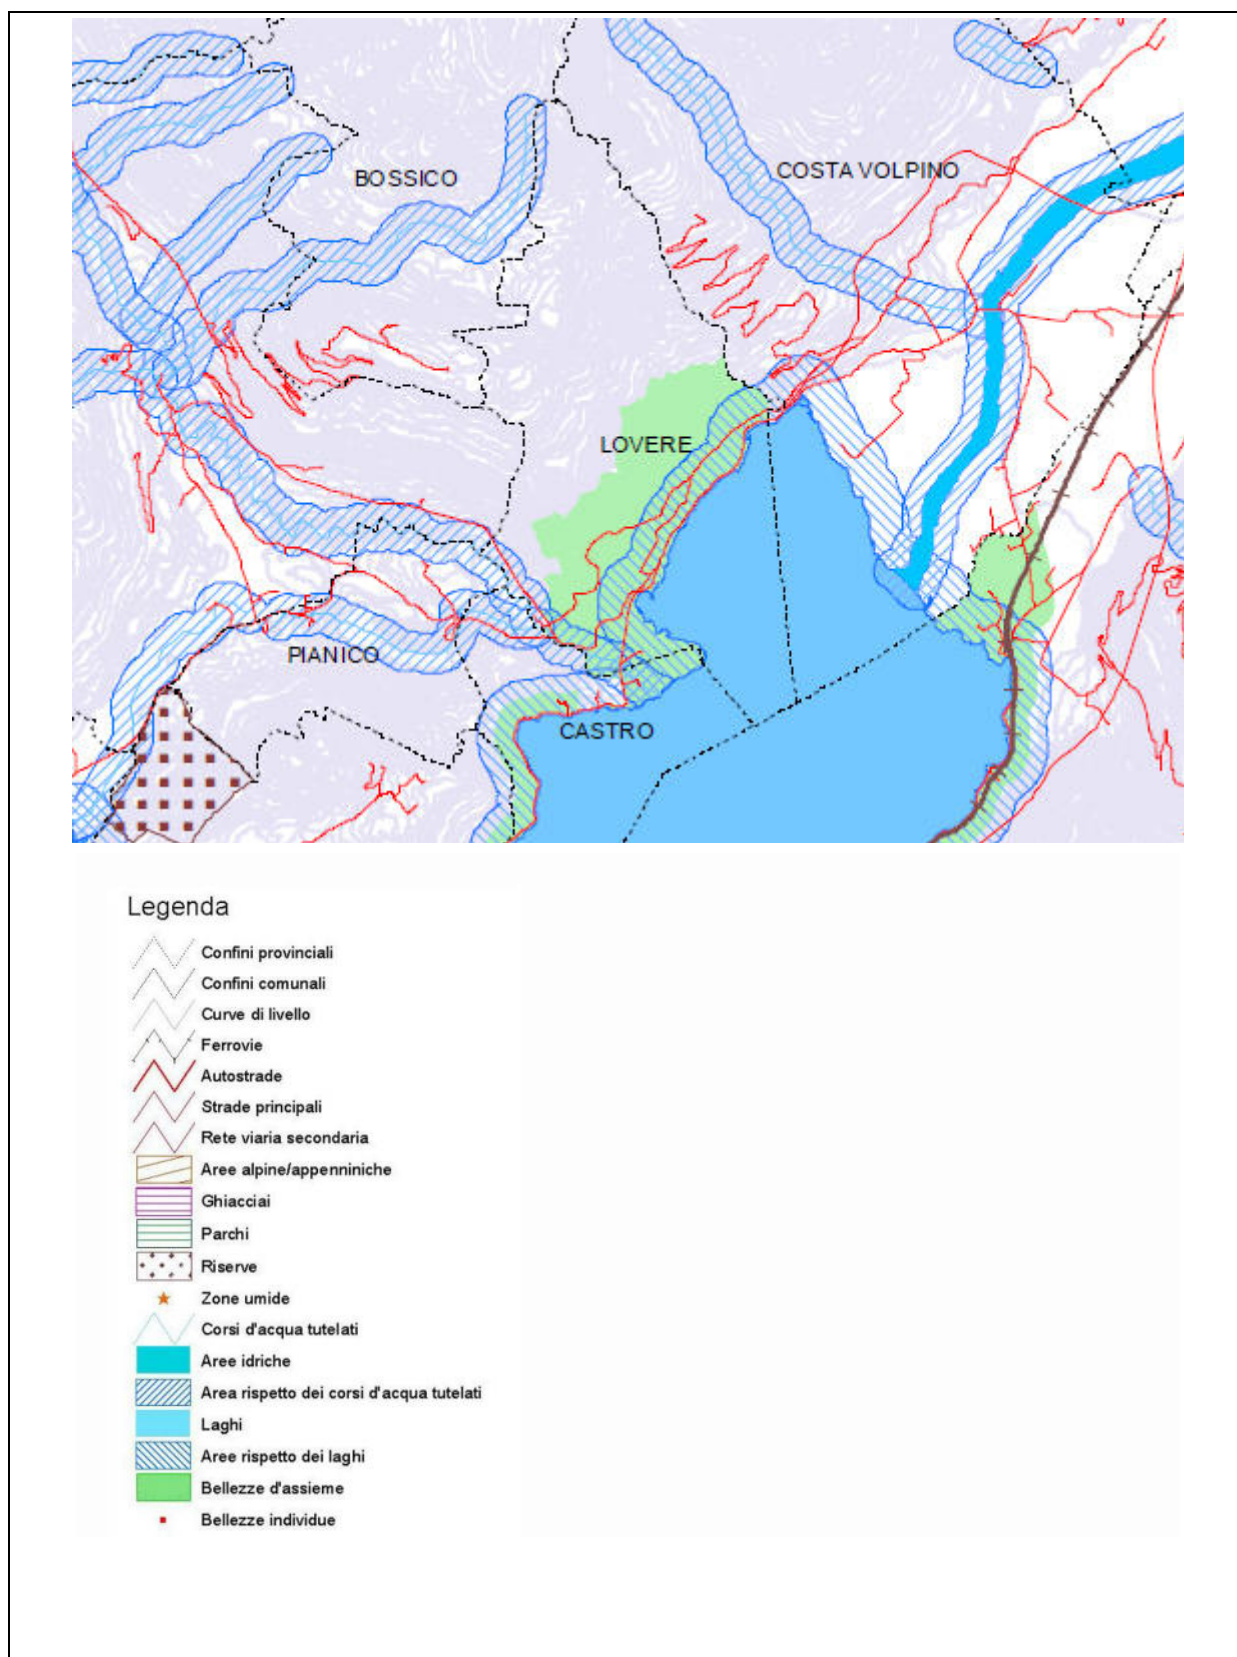 BOSSICO
COSTA VOLPINO
LOVERE
PIANICO
CASTRO
Legenda
Confini provinciali
Confini comunali
Curve di livello
Ferrovie
Autostrade
Strade principali
Rete viaria secondaria
Aree alpine/appenniniche
Ghiacciai
Parchi
Riserve
Zone umide
Corsi d'acqua tutelati
Aree idriche
Area rispetto dei corsi d'acqua tutelati
Laghi
Aree rispetto dei laghi
Bellezze d'assieme
Bellezze individue